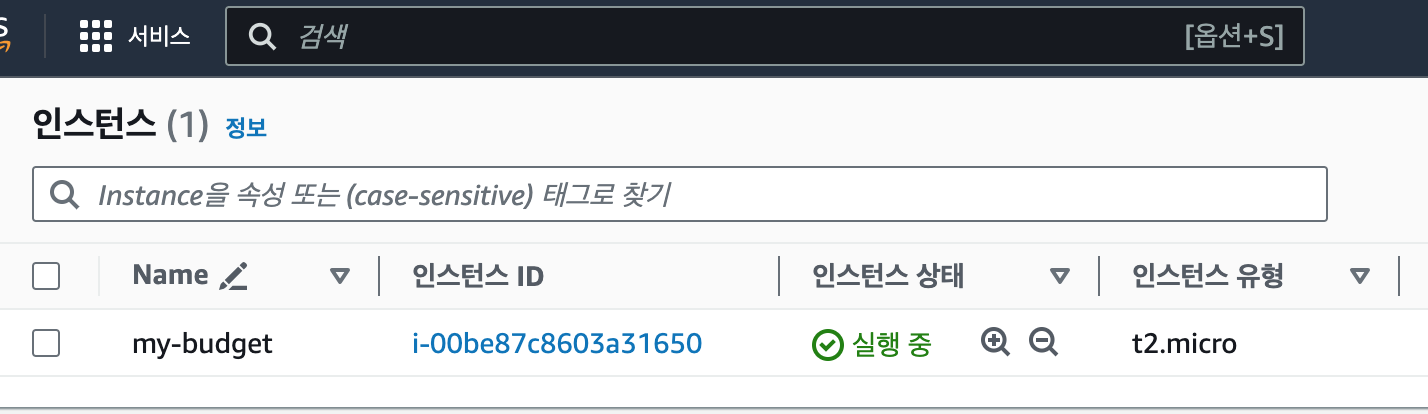 서비스 검색 [옵션+S]
인스턴스 (1) 정보
Instance을 속성 또는 (case-sensitive) 태그로 찾기
Name 인스턴스 ID 인스턴스 상태 인스턴스 유형
my-budget i-00be87c8603a31650 실행 중 t2.micro